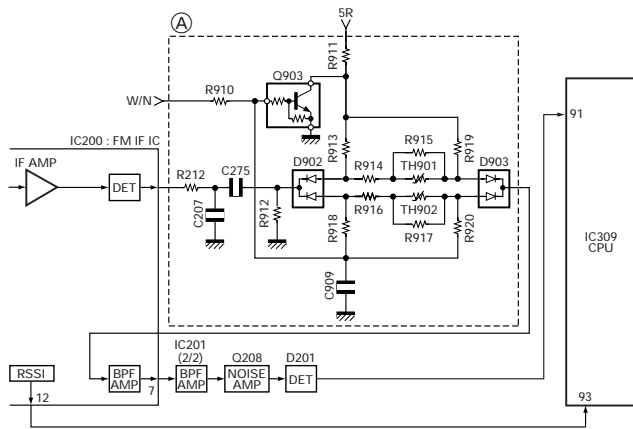 A
5R
R911
Q903
R910
W/N
91
IC200 : FM IF IC
R913
R915
R919
IF AMP
DET
R212
C275
D902
R914
TH901
D903
C207
R912
R916
TH902
R918
R917
R920
IC309
CPU
C909
IC201
(2/2)
Q208
D201
RSSI
BPF
AMP
BPF
AMP
NOISE
AMP
DET
12
7
93